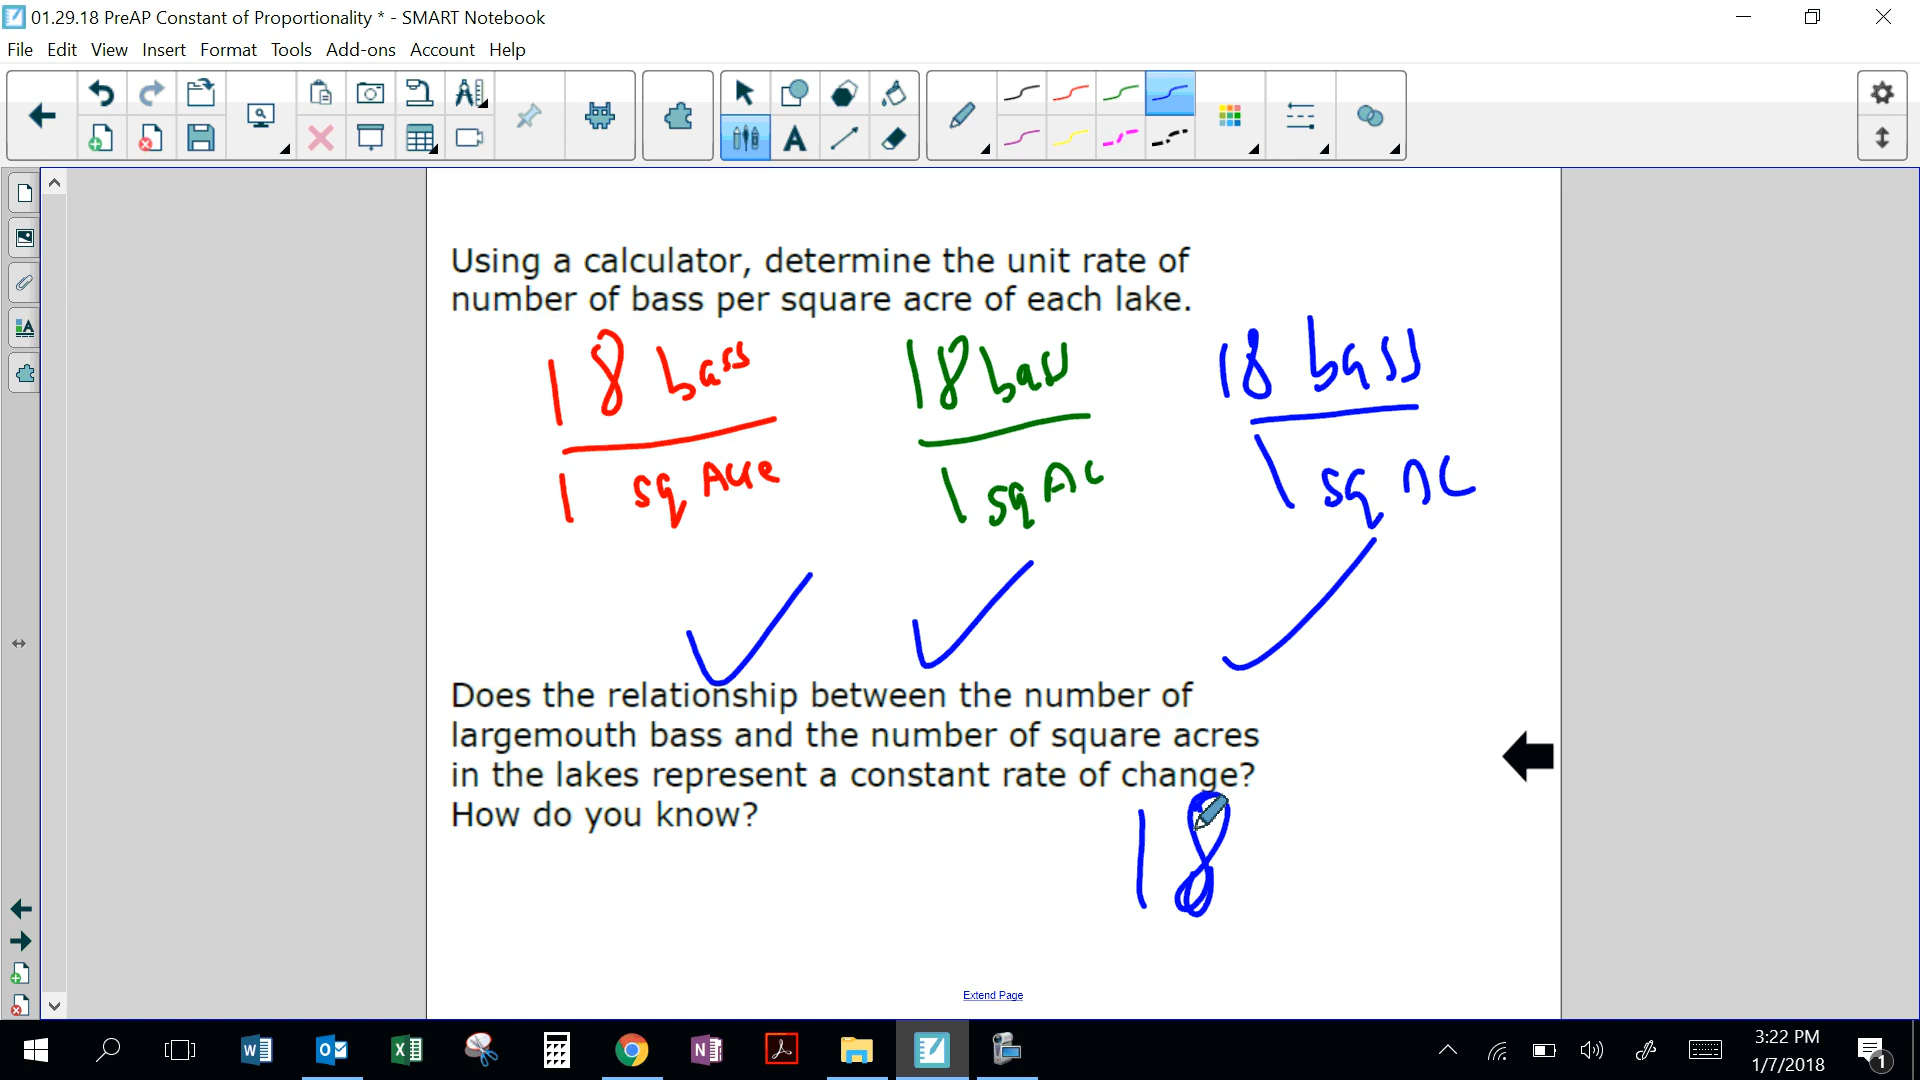 01.29.18 PreAP Constant of Proportionality * - SMART Notebook
File Edit View Insert Format Tools Add-ons Account Help
Using a calculator, determine the unit rate of
number of bass per square acre of each lake.
18 bass 18 bass 18 bass
1 sq Acre 1 sq AC 1 sq AC
Does the relationship between the number of
largemouth bass and the number of square acres
in the lakes represent a constant rate of change?
How do you know?
18
Extend Page
3:22 PM
1/7/2018
1